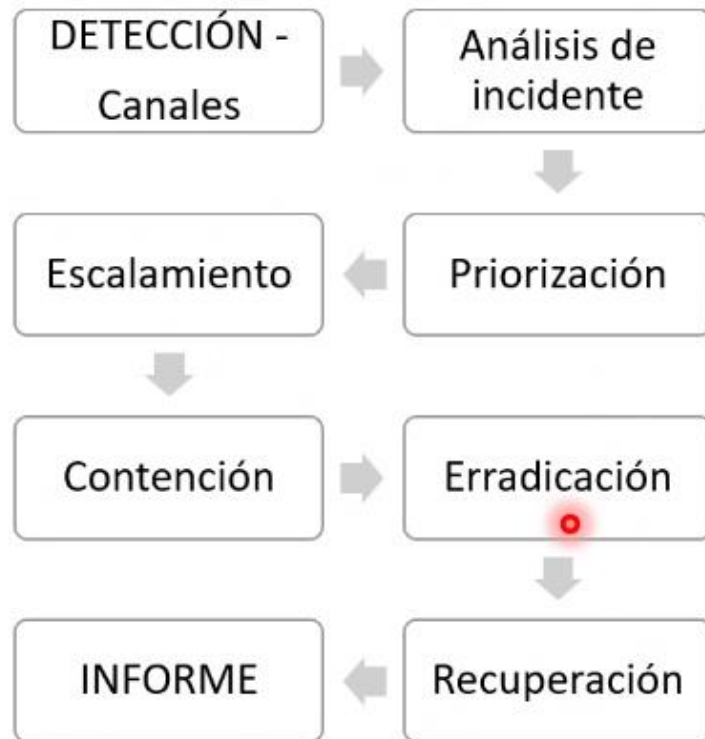 DETECCIÓN -
Canales
Análisis de
incidente
Priorización
Escalamiento
Contención
Erradicación
Recuperación
INFORME